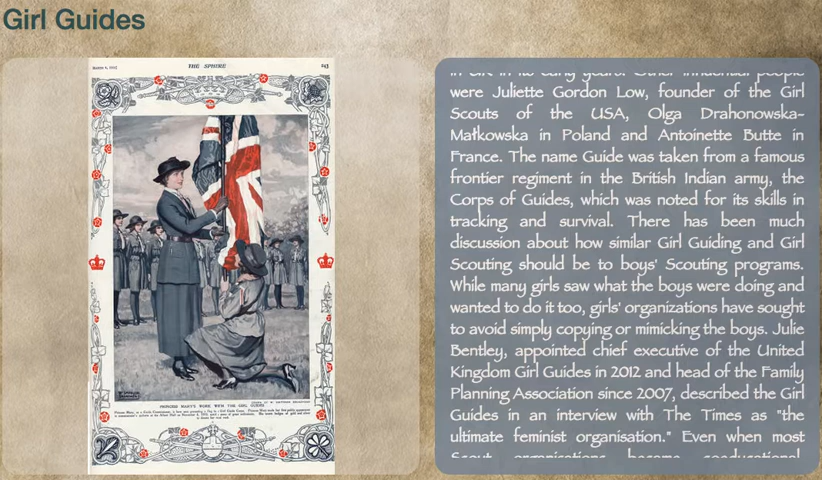 Girl Guides
THE SPHERE
were Juliette Gordon Low, founder of the Girl
Scouts of the USA, Olga Drahonowska-
Małkowska in Poland and Antoinette Butte in
France. The name Guide was taken from a famous
frontier regiment in the British Indian army, the
Corps of Guides, which was noted for its skills in
tracking and survival. There has been much
discussion about how similar Girl Guiding and Girl
Scouting should be to boys' Scouting programs.
While many girls saw what the boys were doing and
wanted to do it too, girls' organizations have sought
to avoid simply copying or mimicking the boys. Julie
Bentley, appointed chief executive of the United
Kingdom Girl Guides in 2012 and head of the Family
Planning Association since 2007, described the Girl
Guides in an interview with The Times as "the
ultimate feminist organisation." Even when most
PRINCESS MARY'S WORK WITH THE GIRL GUIDES